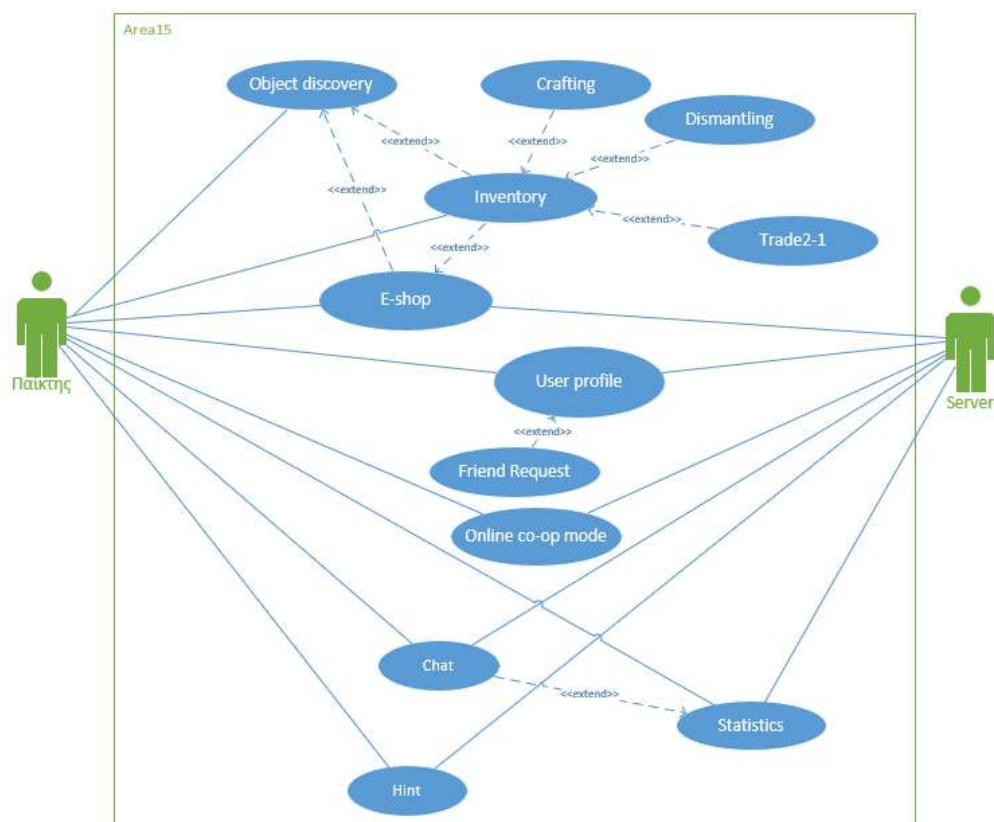 Area15
Object discovery
Crafting
Dismantling
<<extend>>
<<extend>>
<<extend>>
<<extend>>
Inventory
<<extend>>
<<extend>>
Trade2-1
E-shop
Παίκτης
Server
User profile
<<extend>>
Friend Request
Online co-op mode
Chat
<<extend>>
Statistics
Hint